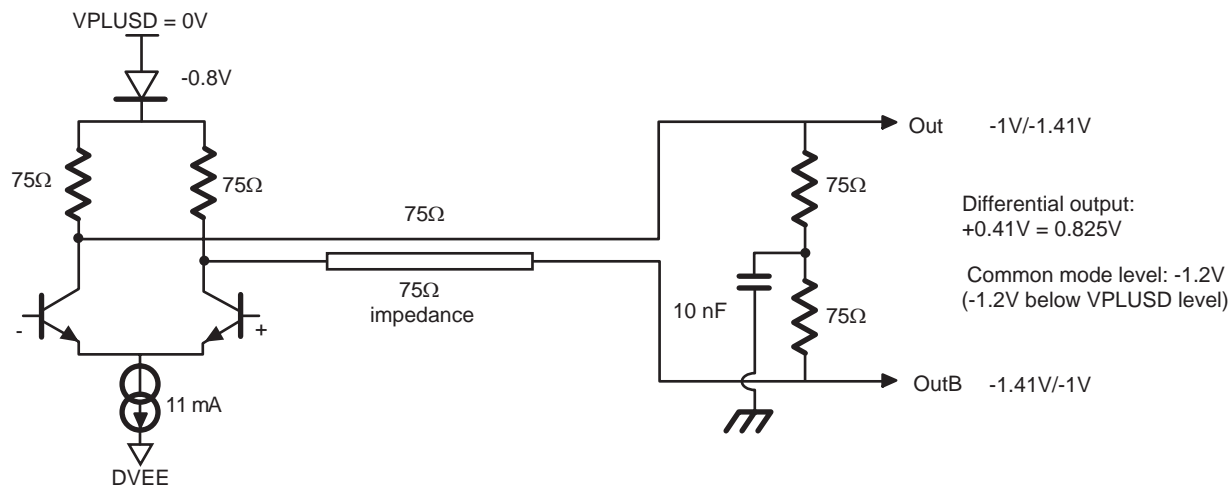 VPLUSD = 0V
-0.8V
75Ω
75Ω
75Ω
75Ω
impedance
-
+
11 mA
DVEE
10 nF
75Ω
75Ω
Out -1V/-1.41V
Differential output:
+0.41V = 0.825V
Common mode level: -1.2V
(-1.2V below VPLUSD level)
OutB -1.41V/-1V